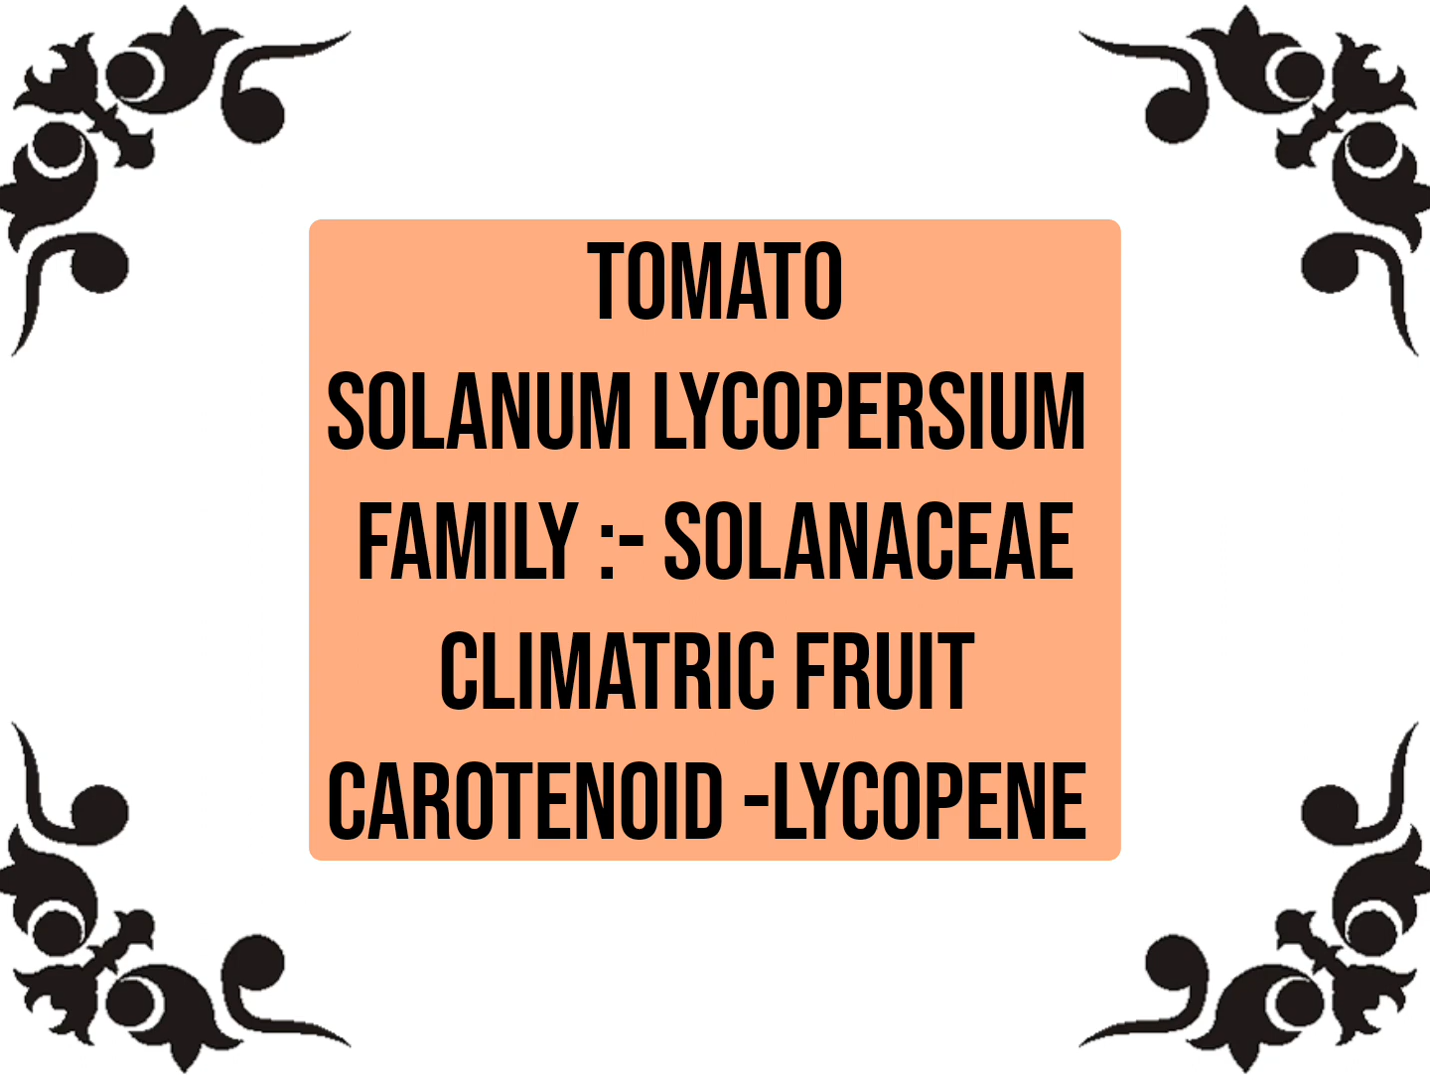 TOMATO
SOLANUM LYCOPERSIUM
FAMILY :- SOLANACEAE
CLIMATRIC FRUIT
CAROTENOID -LYCOPENE